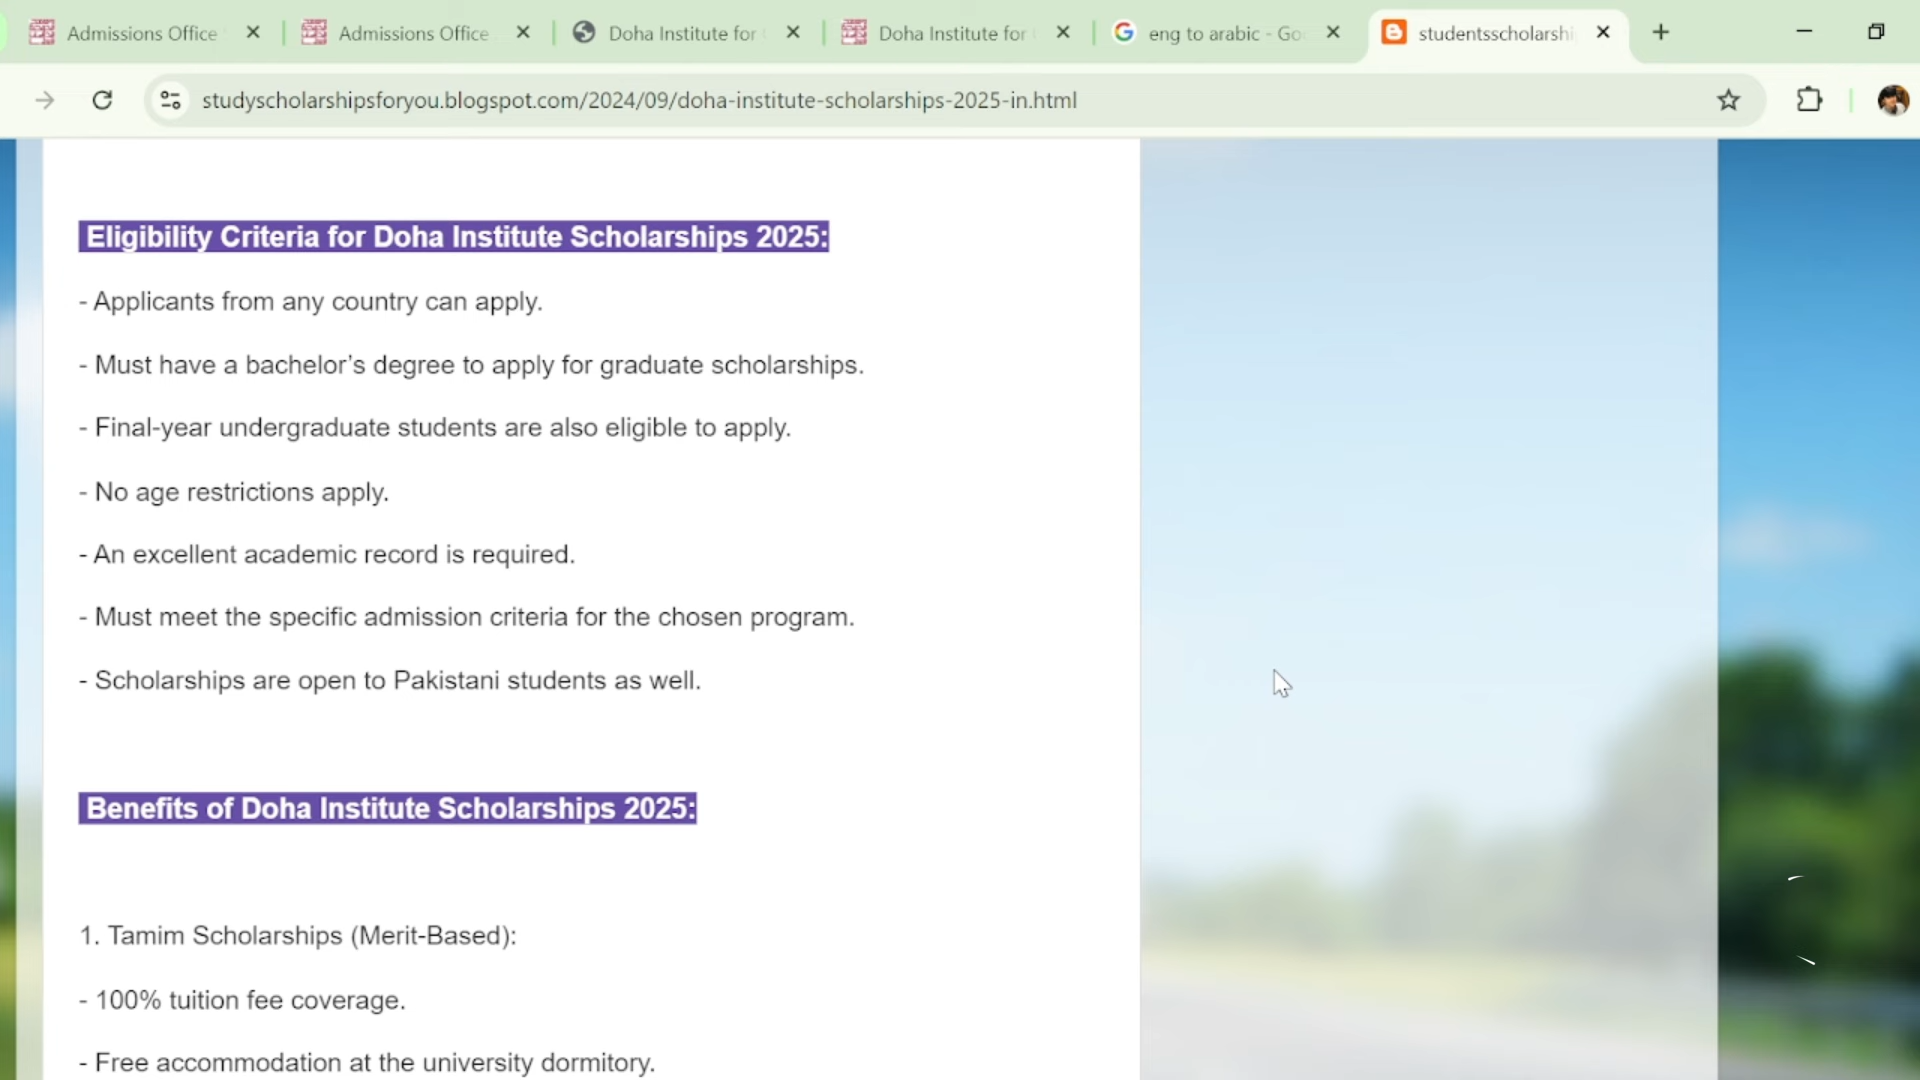 Admissions Office
Admissions Office
Doha Institute for
Doha Institute for
eng to arabic - Goo
studentsscholarshi
studyscholarshipsforyou.blogspot.com/2024/09/doha-institute-scholarships-2025-in.html
Eligibility Criteria for Doha Institute Scholarships 2025:
- Applicants from any country can apply.
- Must have a bachelor’s degree to apply for graduate scholarships.
- Final-year undergraduate students are also eligible to apply.
- No age restrictions apply.
- An excellent academic record is required.
- Must meet the specific admission criteria for the chosen program.
- Scholarships are open to Pakistani students as well.
Benefits of Doha Institute Scholarships 2025:
1. Tamim Scholarships (Merit-Based):
- 100% tuition fee coverage.
- Free accommodation at the university dormitory.